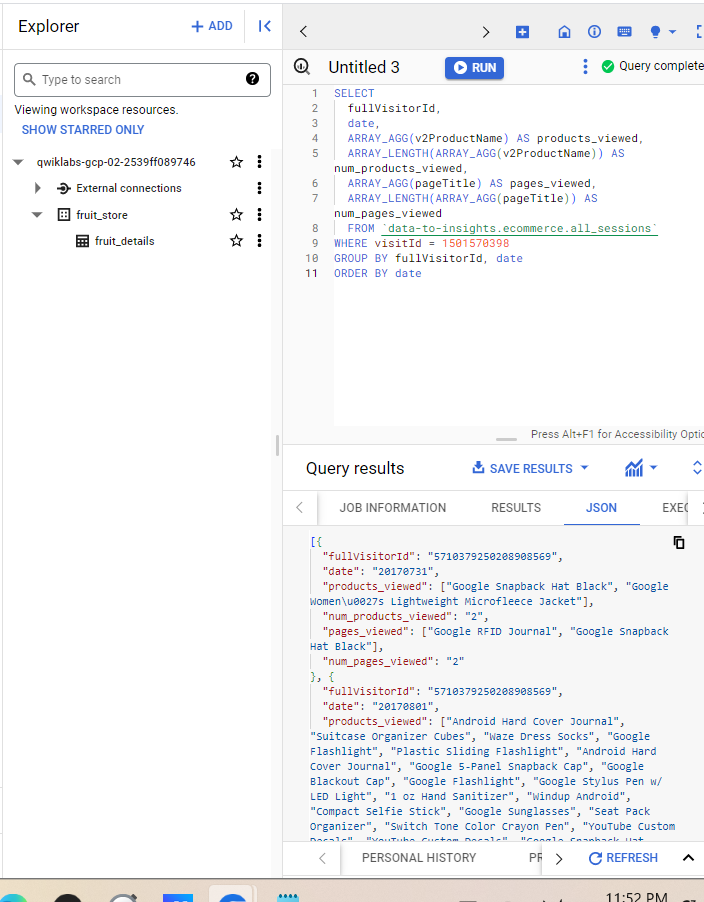 Explorer
+ ADD
Type to search
Viewing workspace resources.
SHOW STARRED ONLY
qwiklabs-gcp-02-2539ff089746
External connections
fruit_store
fruit_details
Untitled 3
RUN
Query complete
1 SELECT
2 fullVisitorId,
3 date,
4 ARRAY_AGG(v2ProductName) AS products_viewed,
5 ARRAY_LENGTH(ARRAY_AGG(v2ProductName)) AS
num_products_viewed,
6 ARRAY_AGG(pageTitle) AS pages_viewed,
7 ARRAY_LENGTH(ARRAY_AGG(pageTitle)) AS
num_pages_viewed
8 FROM `data-to-insights.ecommerce.all_sessions`
9 WHERE visitId = 1501570398
10 GROUP BY fullVisitorId, date
11 ORDER BY date
Press Alt+F1 for Accessibility Optio
Query results
SAVE RESULTS
JOB INFORMATION RESULTS JSON EXEC
[{
"fullVisitorId": "5710379250208908569",
"date": "20170731",
"products_viewed": ["Google Snapback Hat Black", "Google
Women\u0027s Lightweight Microfleece Jacket"],
"num_products_viewed": "2",
"pages_viewed": ["Google RFID Journal", "Google Snapback
Hat Black"],
"num_pages_viewed": "2"
}, {
"fullVisitorId": "5710379250208908569",
"date": "20170801",
"products_viewed": ["Android Hard Cover Journal",
"Suitcase Organizer Cubes", "Waze Dress Socks", "Google
Flashlight", "Plastic Sliding Flashlight", "Android Hard
Cover Journal", "Google 5-Panel Snapback Cap", "Google
Blackout Cap", "Google Flashlight", "Google Stylus Pen w/
LED Light", "1 oz Hand Sanitizer", "Windup Android",
"Compact Selfie Stick", "Google Sunglasses", "Seat Pack
Organizer", "Switch Tone Color Crayon Pen", "YouTube Custom
Decals", "YouTube Custom Decals", "Google Snapback Hat
PERSONAL HISTORY PR
REFRESH
11:52 PM